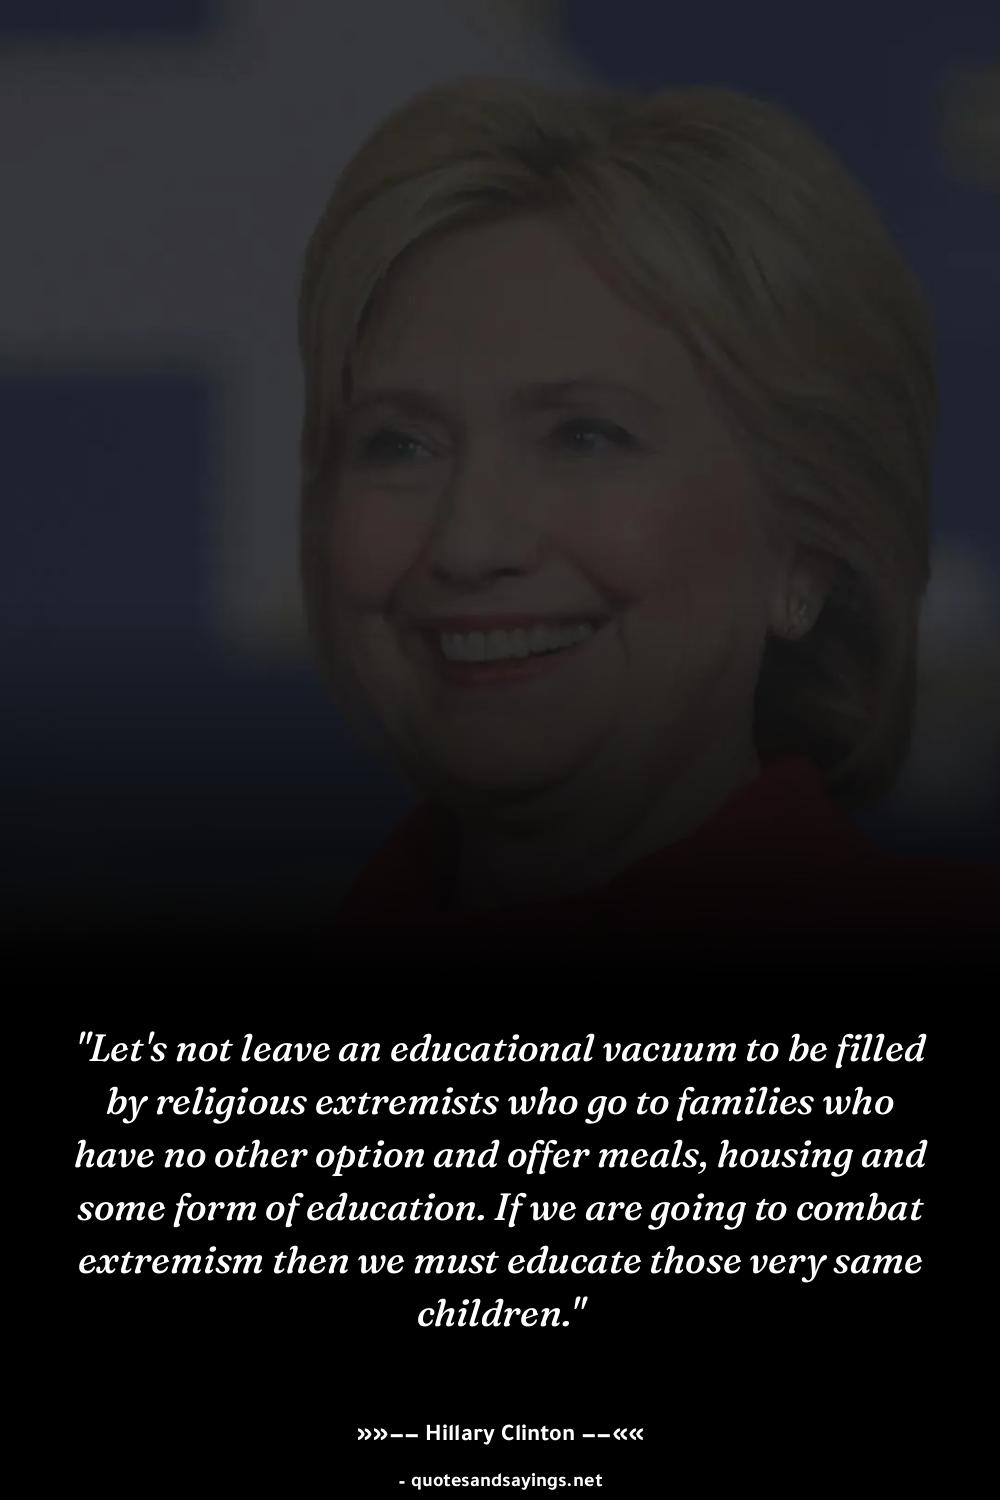 "Let's not leave an educational vacuum to be filled
by religious extremists who go to families who
have no other option and offer meals, housing and
some form of education. If we are going to combat
extremism then we must educate those very same
children."
»»−− Hillary Clinton −−««
- quotesandsayings.net